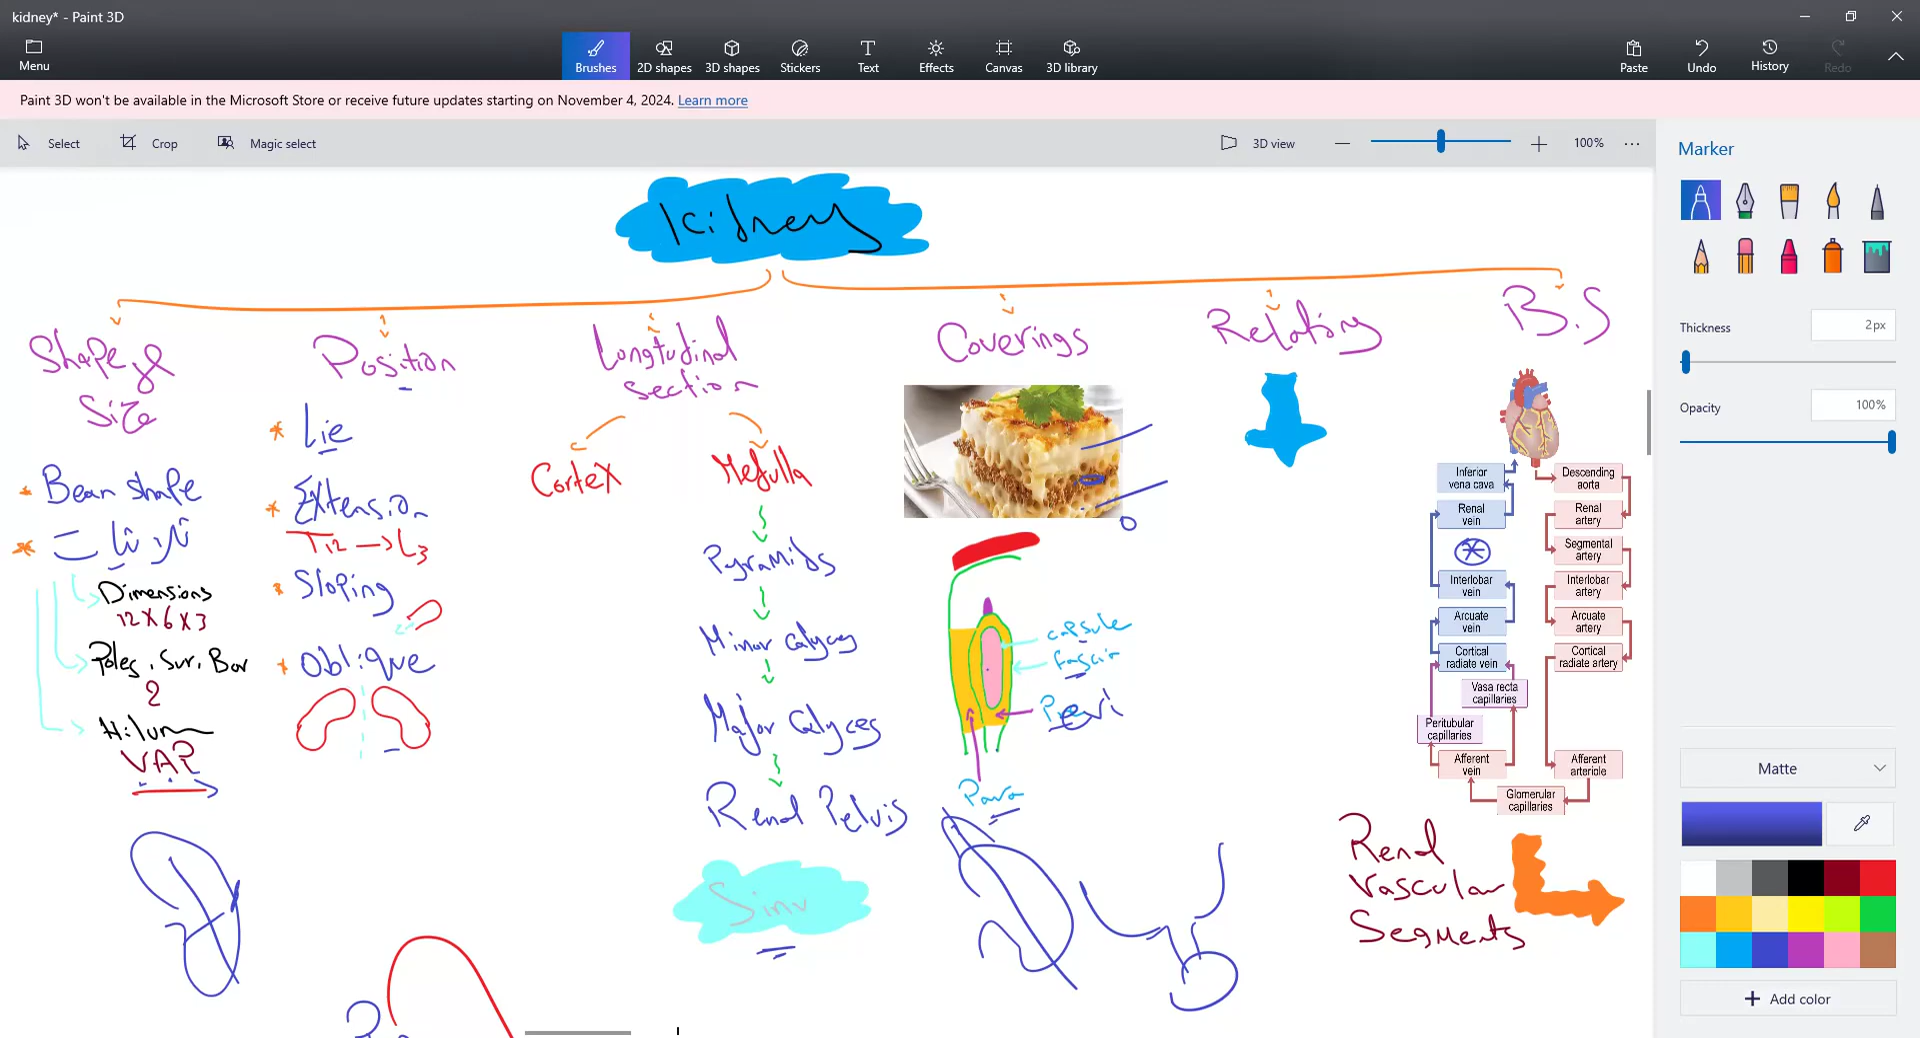 kidney* - Paint 3D
Menu
Brushes
2D shapes
3D shapes
Stickers
Text
Effects
Canvas
3D library
Paste
Undo
History
Redo
Paint 3D won't be available in the Microsoft Store or receive future updates starting on November 4, 2024. Learn more
Select
Crop
Magic select
3D view
100%
Marker
Thickness
2px
Opacity
100%
Matte
Add color
Kidney
Shape &
Size
* Bean shape
*
Dimensions
12 x 6 x 3
Poles, Sur, Bor
2
Hilum
VAP
Position
* Lie
* Extension
T12 → L3
* Sloping
* Oblique
Longtudinal
section
Cortex
Medulla
Pyramids
Minor Calyces
Major Calyces
Renal Pelvis
Coverings
capsule
fascia
Para
Relations
B.S
Inferior
vena cava
Renal
vein
Interlobar
vein
Arcuate
vein
Cortical
radiate vein
Vasa recta
capillaries
Peritubular
capillaries
Afferent
vein
Glomerular
capillaries
Descending
aorta
Renal
artery
Segmental
artery
Interlobar
artery
Arcuate
artery
Cortical
radiate artery
Afferent
arteriole
Renal
Vascular
Segments